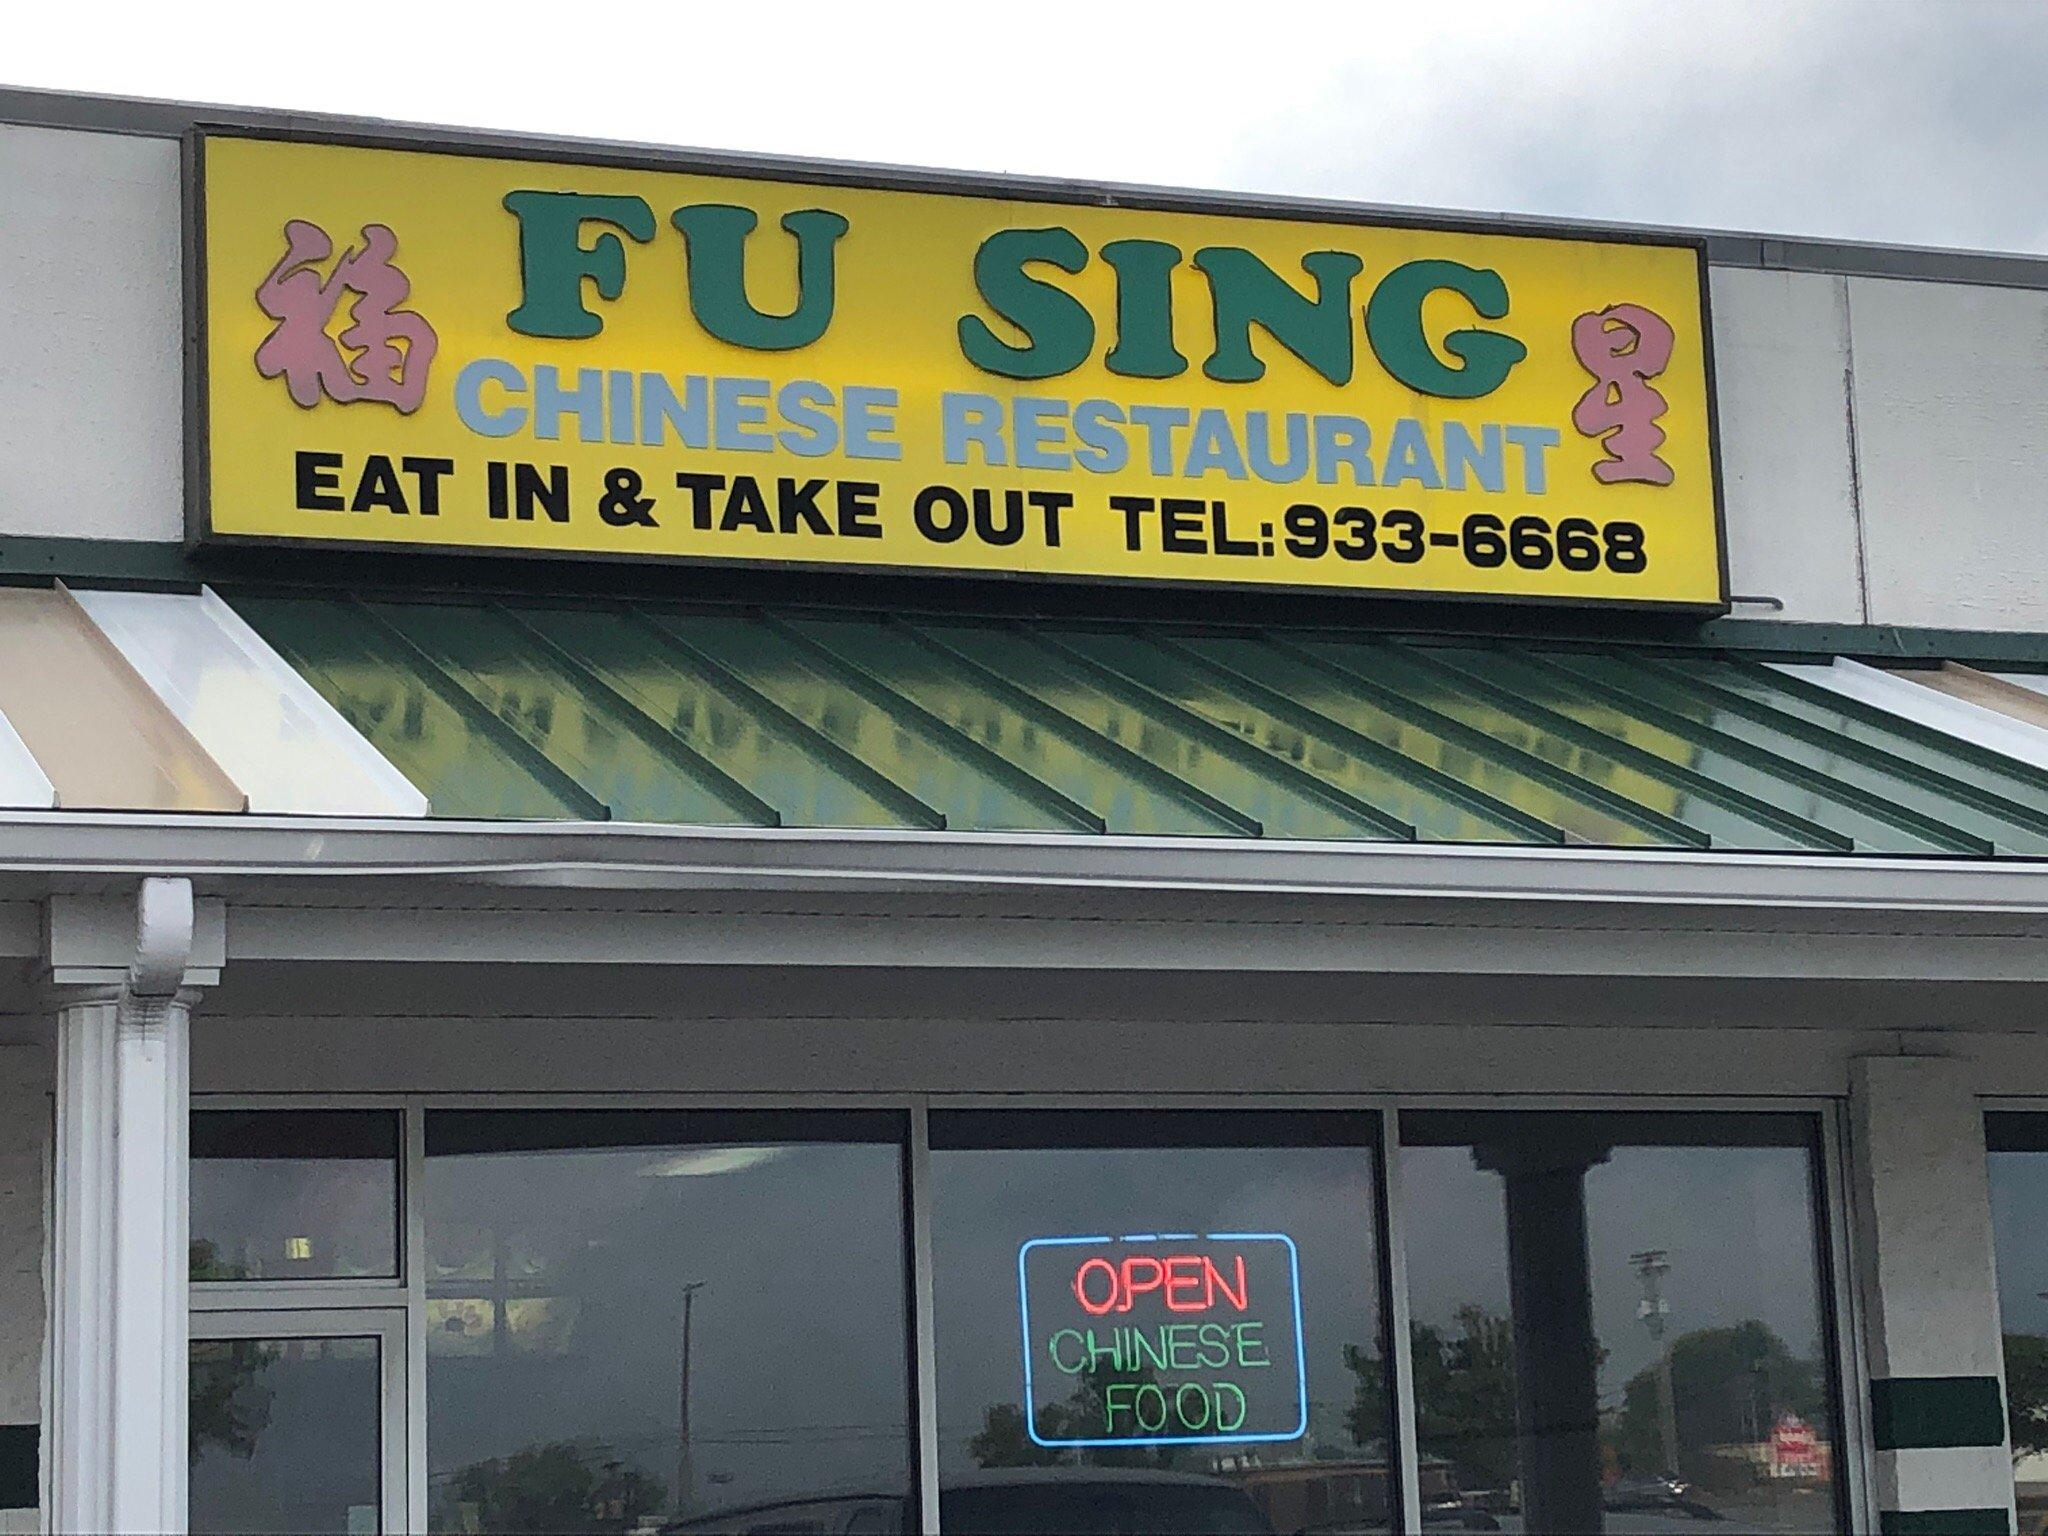 福 FU SING 星
CHINESE RESTAURANT
EAT IN & TAKE OUT TEL:933-6668
OPEN
CHINESE
FOOD